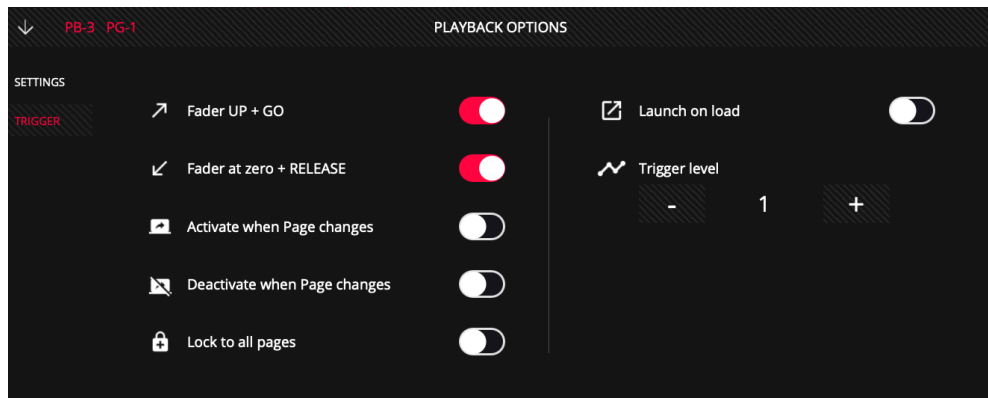 PB-3 PG-1 PLAYBACK OPTIONS
SETTINGS
TRIGGER
Fader UP + GO
Fader at zero + RELEASE
Activate when Page changes
Deactivate when Page changes
Lock to all pages
Launch on load
Trigger level
- 1 +